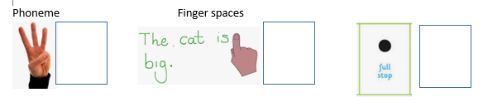 Phoneme
Finger spaces
The cat is
big.
full
stop